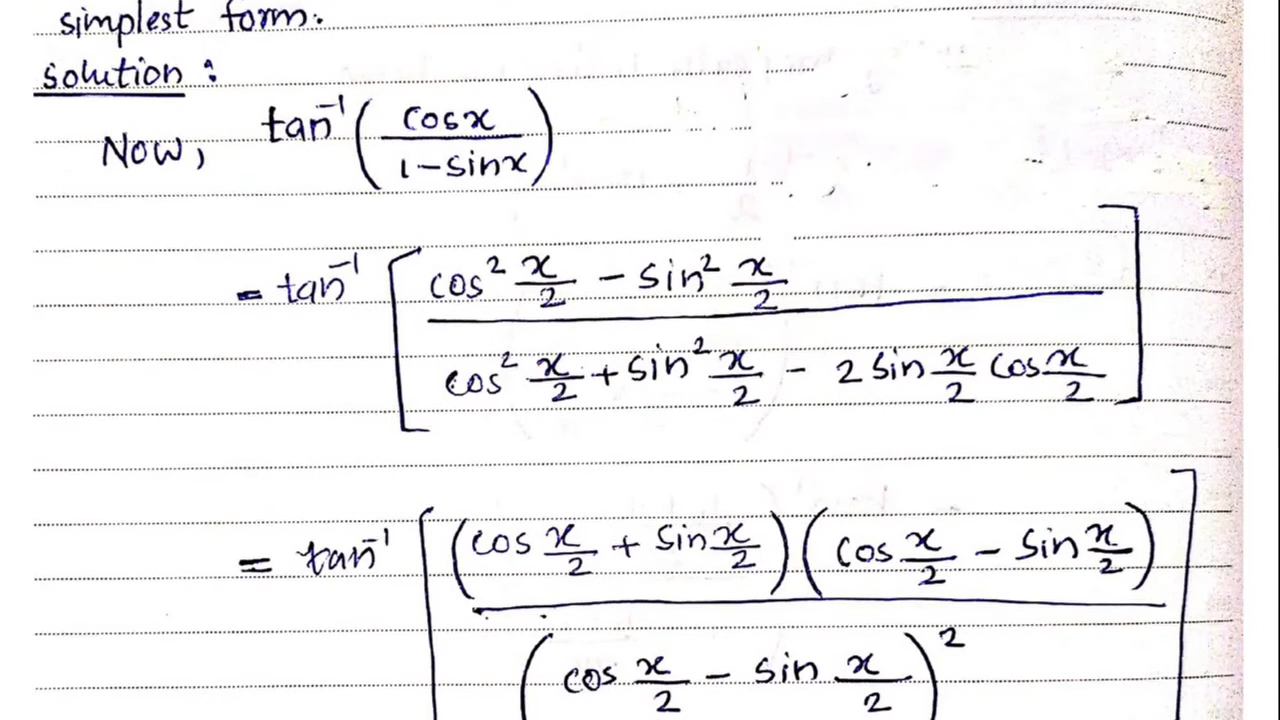 simplest form.
solution :
Now, tan⁻¹ (cosx / 1-sinx)
= tan⁻¹ [cos² x/2 - sin² x/2 / cos² x/2 + sin² x/2 - 2 sin x/2 cos x/2]
= tan⁻¹ [(cos x/2 + sin x/2) (cos x/2 - sin x/2) / (cos x/2 - sin x/2)²